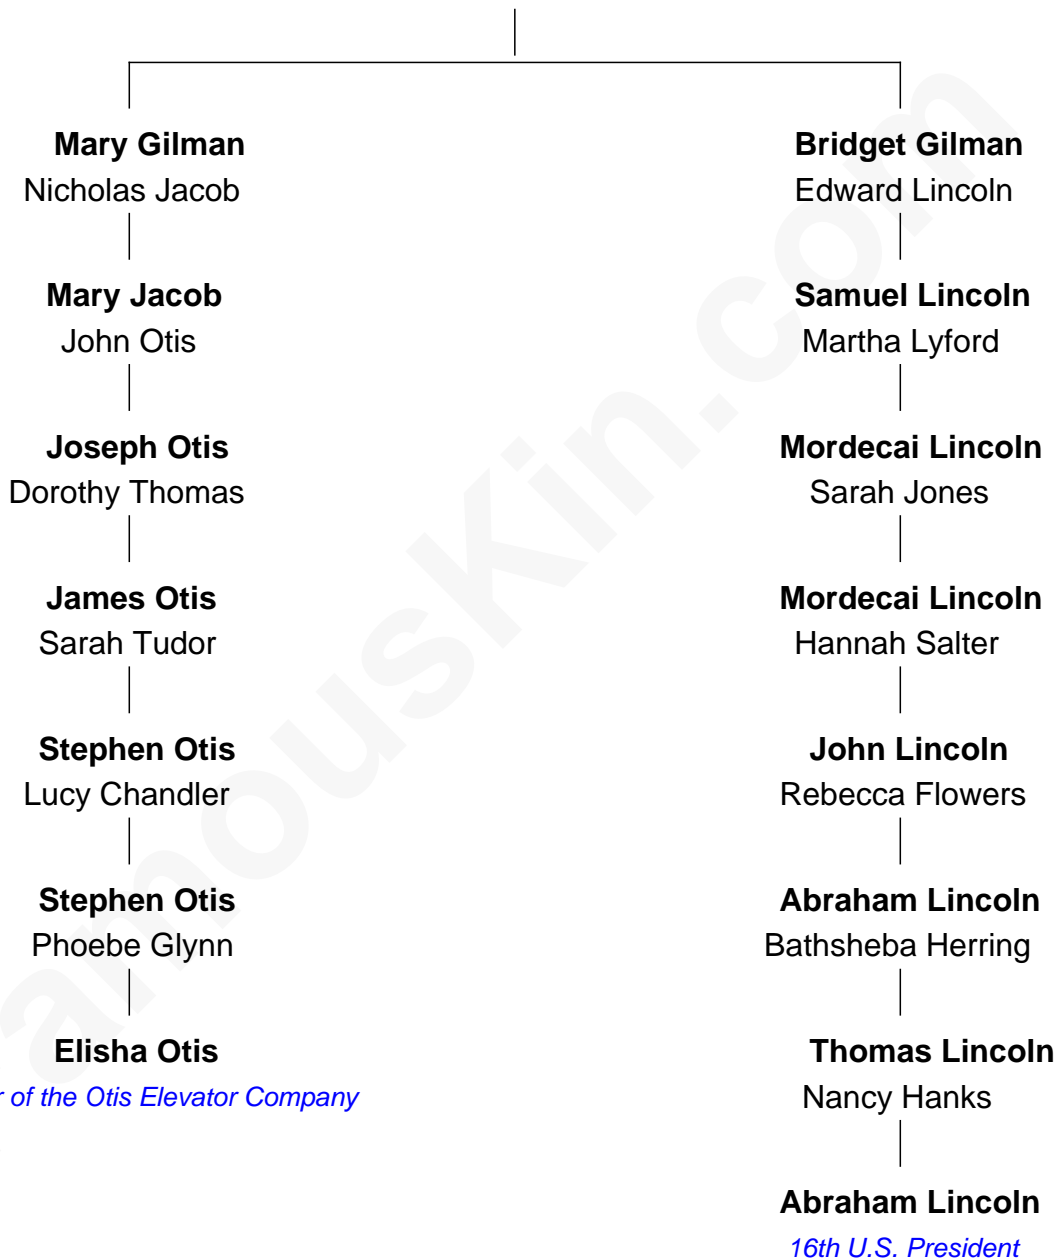 Mary Gilman
Nicholas Jacob
Mary Jacob
John Otis
Joseph Otis
Dorothy Thomas
James Otis
Sarah Tudor
Stephen Otis
Lucy Chandler
Stephen Otis
Phoebe Glynn
Elisha Otis
r of the Otis Elevator Company
Bridget Gilman
Edward Lincoln
Samuel Lincoln
Martha Lyford
Mordecai Lincoln
Sarah Jones
Mordecai Lincoln
Hannah Salter
John Lincoln
Rebecca Flowers
Abraham Lincoln
Bathsheba Herring
Thomas Lincoln
Nancy Hanks
Abraham Lincoln
16th U.S. President
amousKin.com